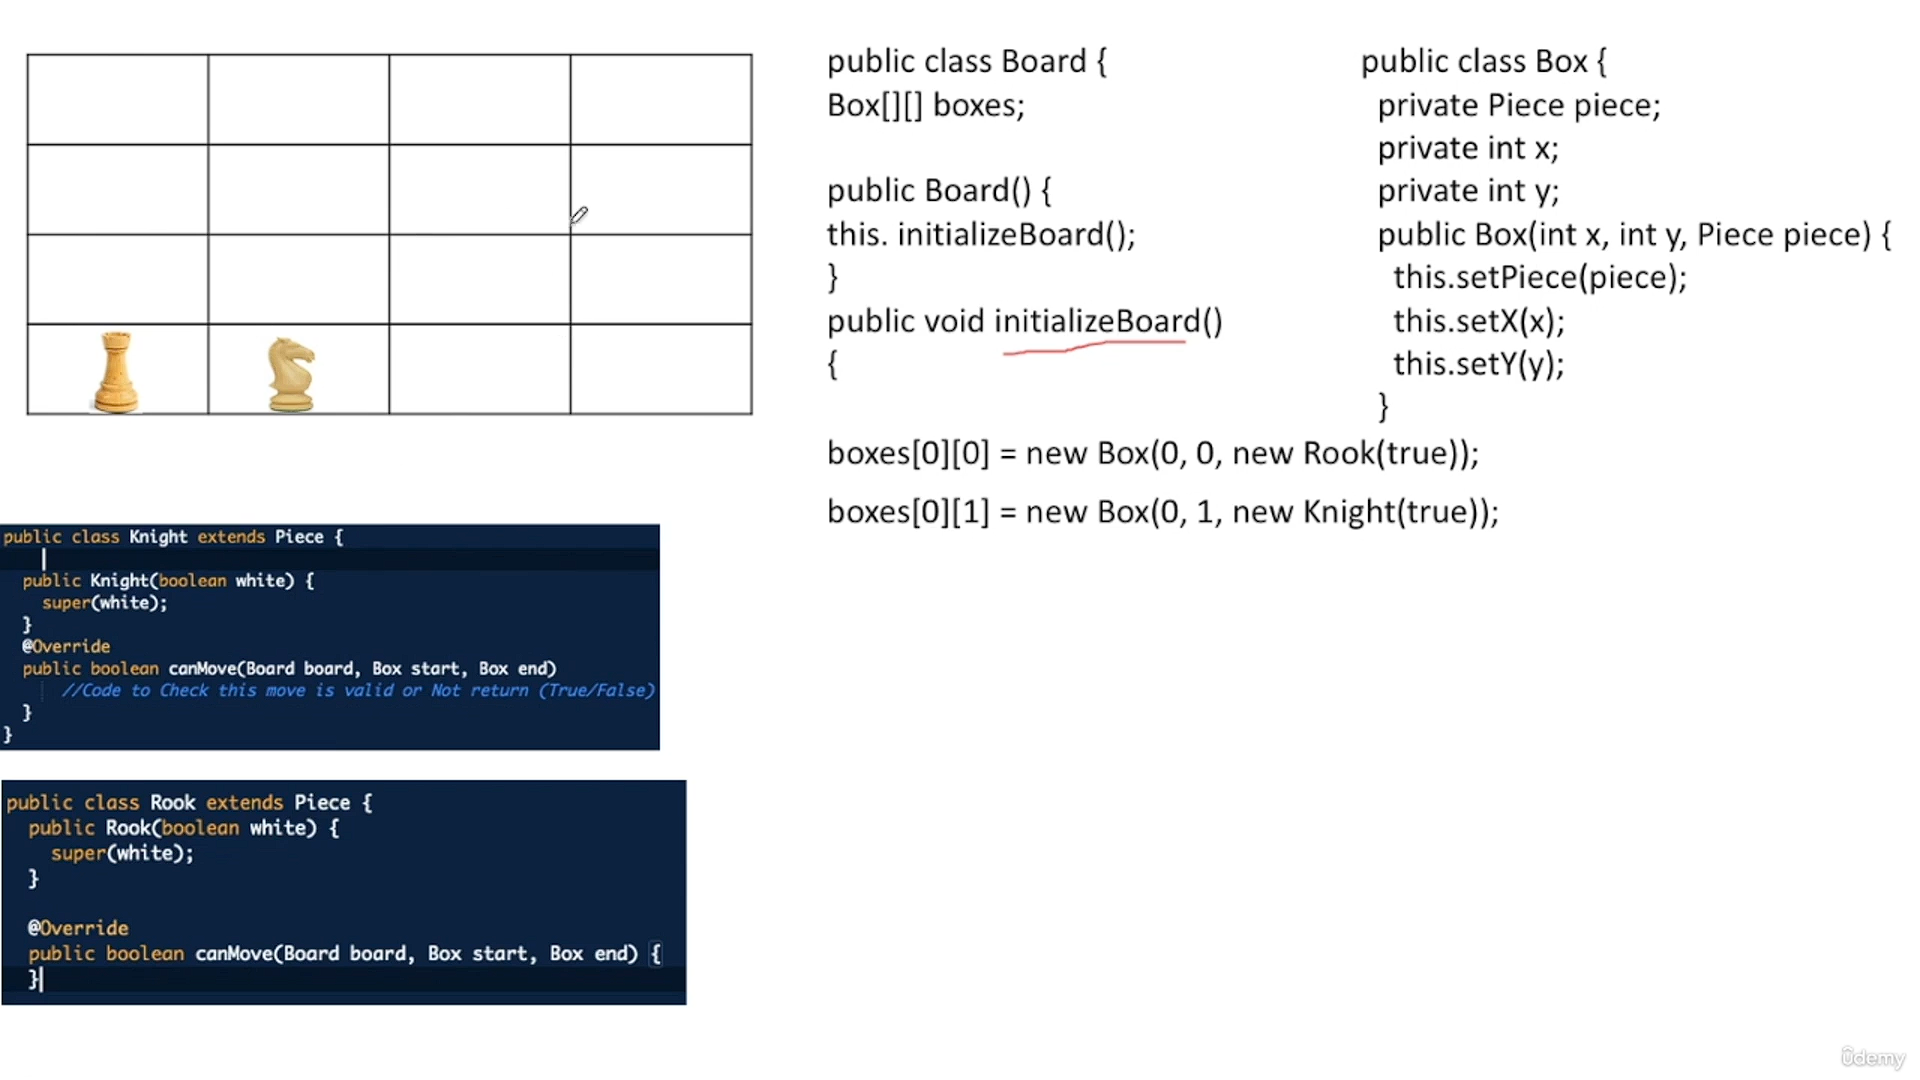 public class Board {
Box[][] boxes;
public Board() {
this. initializeBoard();
}
public void initializeBoard()
{
public class Box {
private Piece piece;
private int x;
private int y;
public Box(int x, int y, Piece piece) {
this.setPiece(piece);
this.setX(x);
this.setY(y);
}
boxes[0][0] = new Box(0, 0, new Rook(true));
boxes[0][1] = new Box(0, 1, new Knight(true));
public class Knight extends Piece {
public Knight(boolean white) {
super(white);
}
@Override
public boolean canMove(Board board, Box start, Box end)
//Code to Check this move is valid or Not return (True/False)
}
}
public class Rook extends Piece {
public Rook(boolean white) {
super(white);
}
@Override
public boolean canMove(Board board, Box start, Box end) {
}
ûdemy